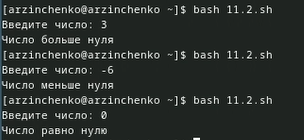 [arzinchenko@arzinchenko ~]$ bash 11.2.sh
Введите число: 3
Число больше нуля
[arzinchenko@arzinchenko ~]$ bash 11.2.sh
Введите число: -6
Число меньше нуля
[arzinchenko@arzinchenko ~]$ bash 11.2.sh
Введите число: 0
Число равно нулю